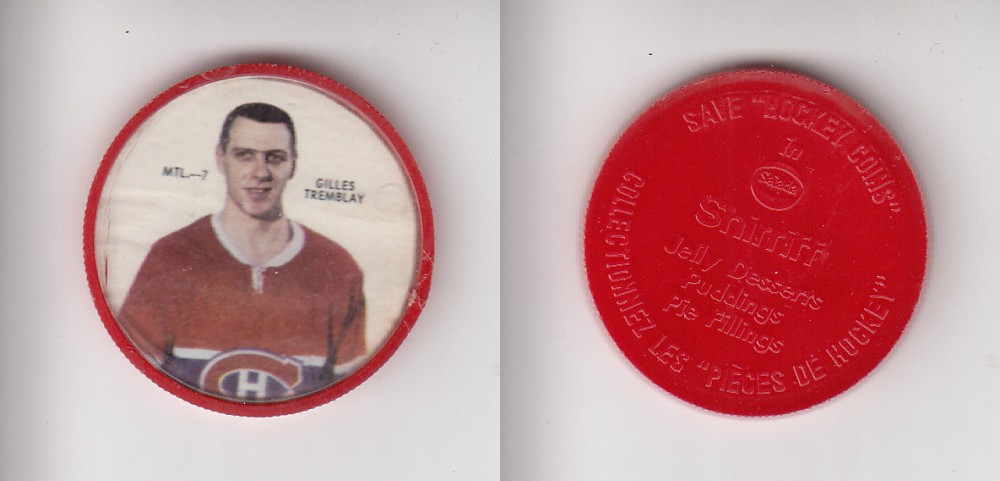 MTL.--7
GILLES
TREMBLAY
SAVE "HOCKEY COINS"
In
Salada
Shirriff
Jelly Desserts
Puddings
Pie Fillings
COLLECTIONNEZ LES "PIÈCES DE HOCKEY"